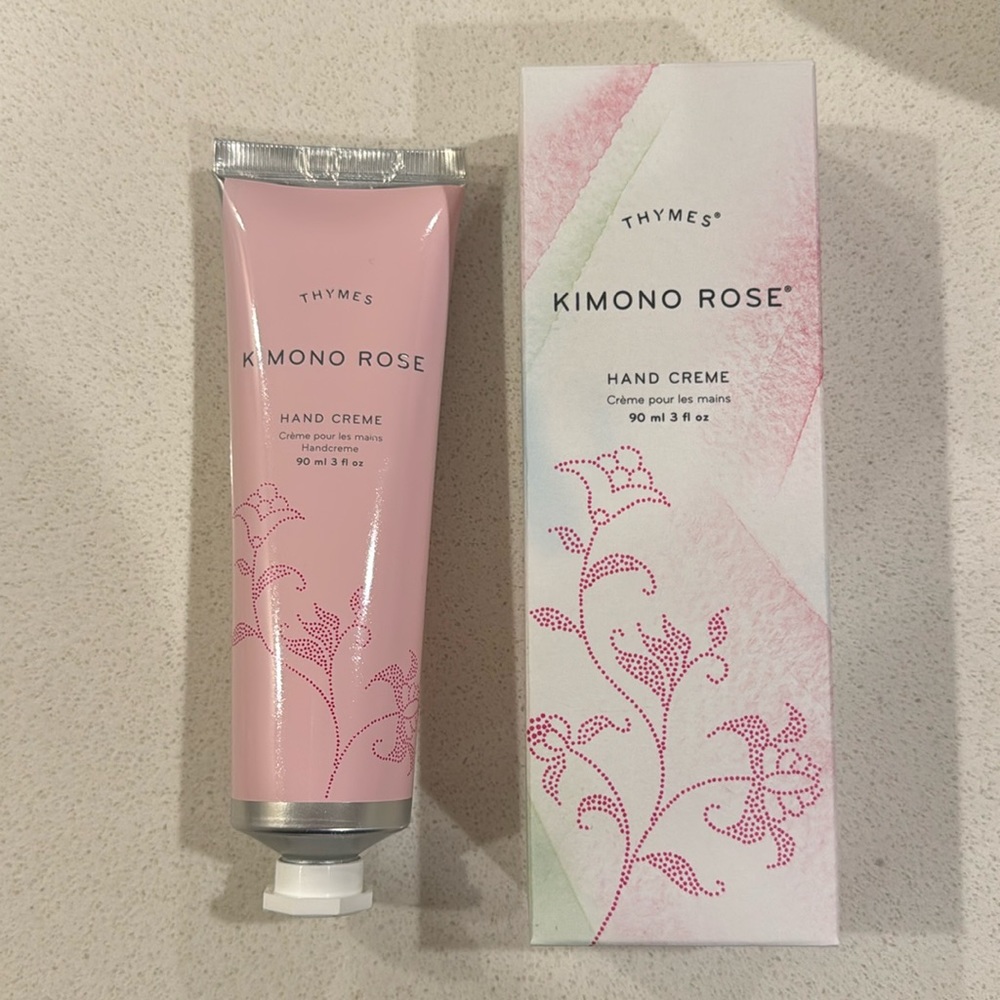 THYMES
KIMONO ROSE
HAND CREME
Crème pour les mains
Handcreme
90 ml 3 fl oz
THYMES®
KIMONO ROSE®
HAND CREME
Crème pour les mains
90 ml 3 fl oz